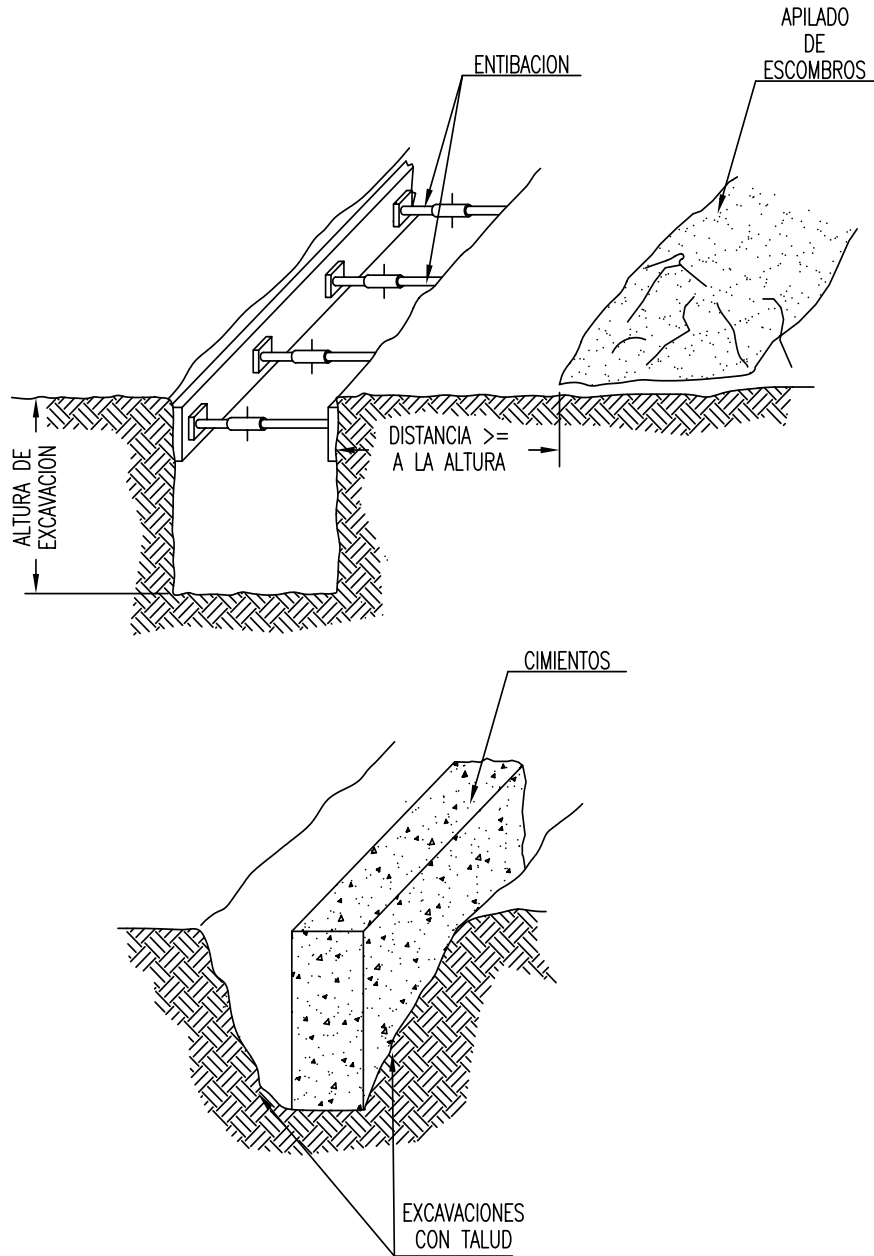 APILADO
DE
ESCOMBROS
ENTIBACION
DISTANCIA >=
A LA ALTURA
ALTURA DE
EXCAVACION
CIMIENTOS
EXCAVACIONES
CON TALUD